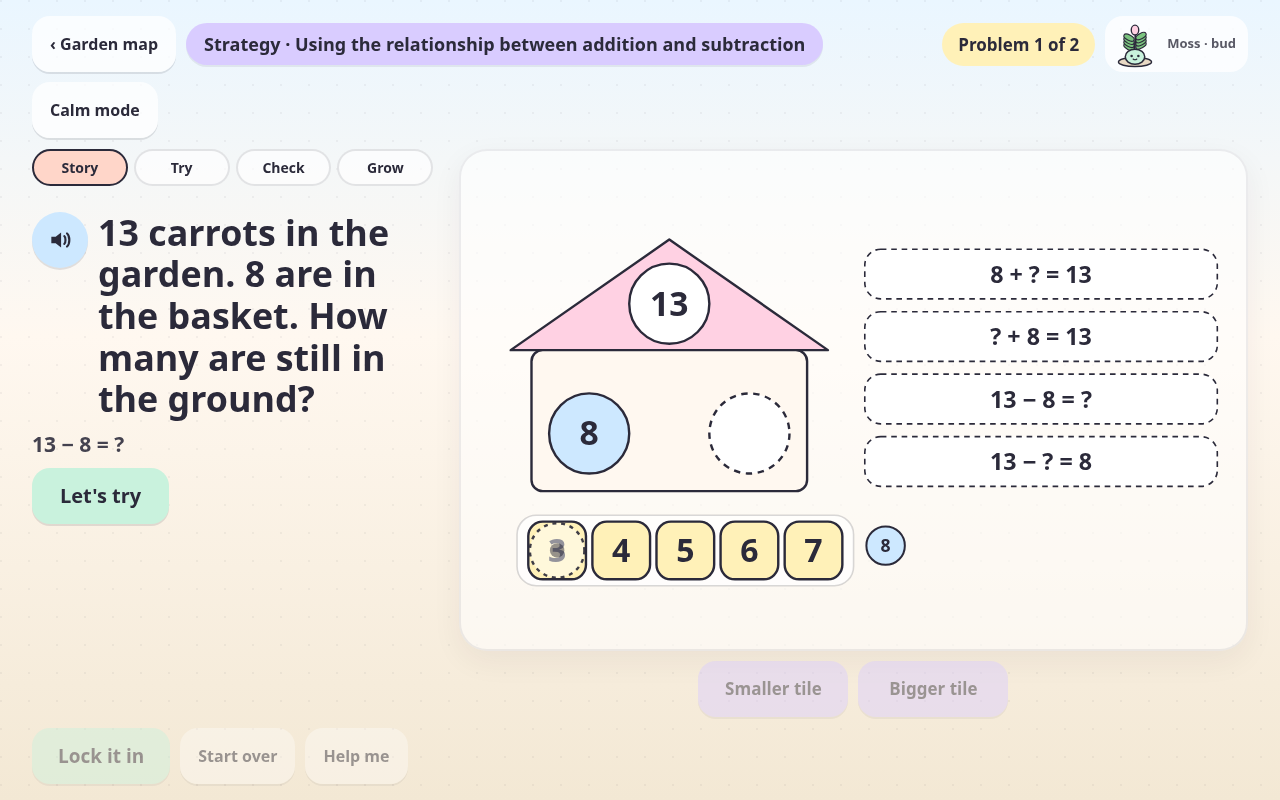 ‹ Garden map
Strategy · Using the relationship between addition and subtraction
Problem 1 of 2
Moss · bud
Calm mode
Story
Try
Check
Grow
13 carrots in the
garden. 8 are in
the basket. How
many are still in
the ground?
13 − 8 = ?
Let's try
13
8
8 + ? = 13
? + 8 = 13
13 − 8 = ?
13 − ? = 8
3
4
5
6
7
8
Smaller tile
Bigger tile
Lock it in
Start over
Help me